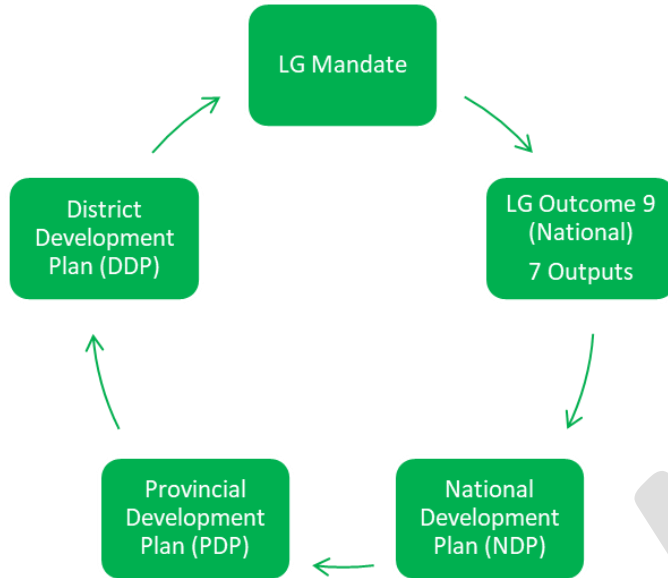 LG Mandate
LG Outcome 9
(National)
7 Outputs
National
Development
Plan (NDP)
Provincial
Development
Plan (PDP)
District
Development
Plan (DDP)